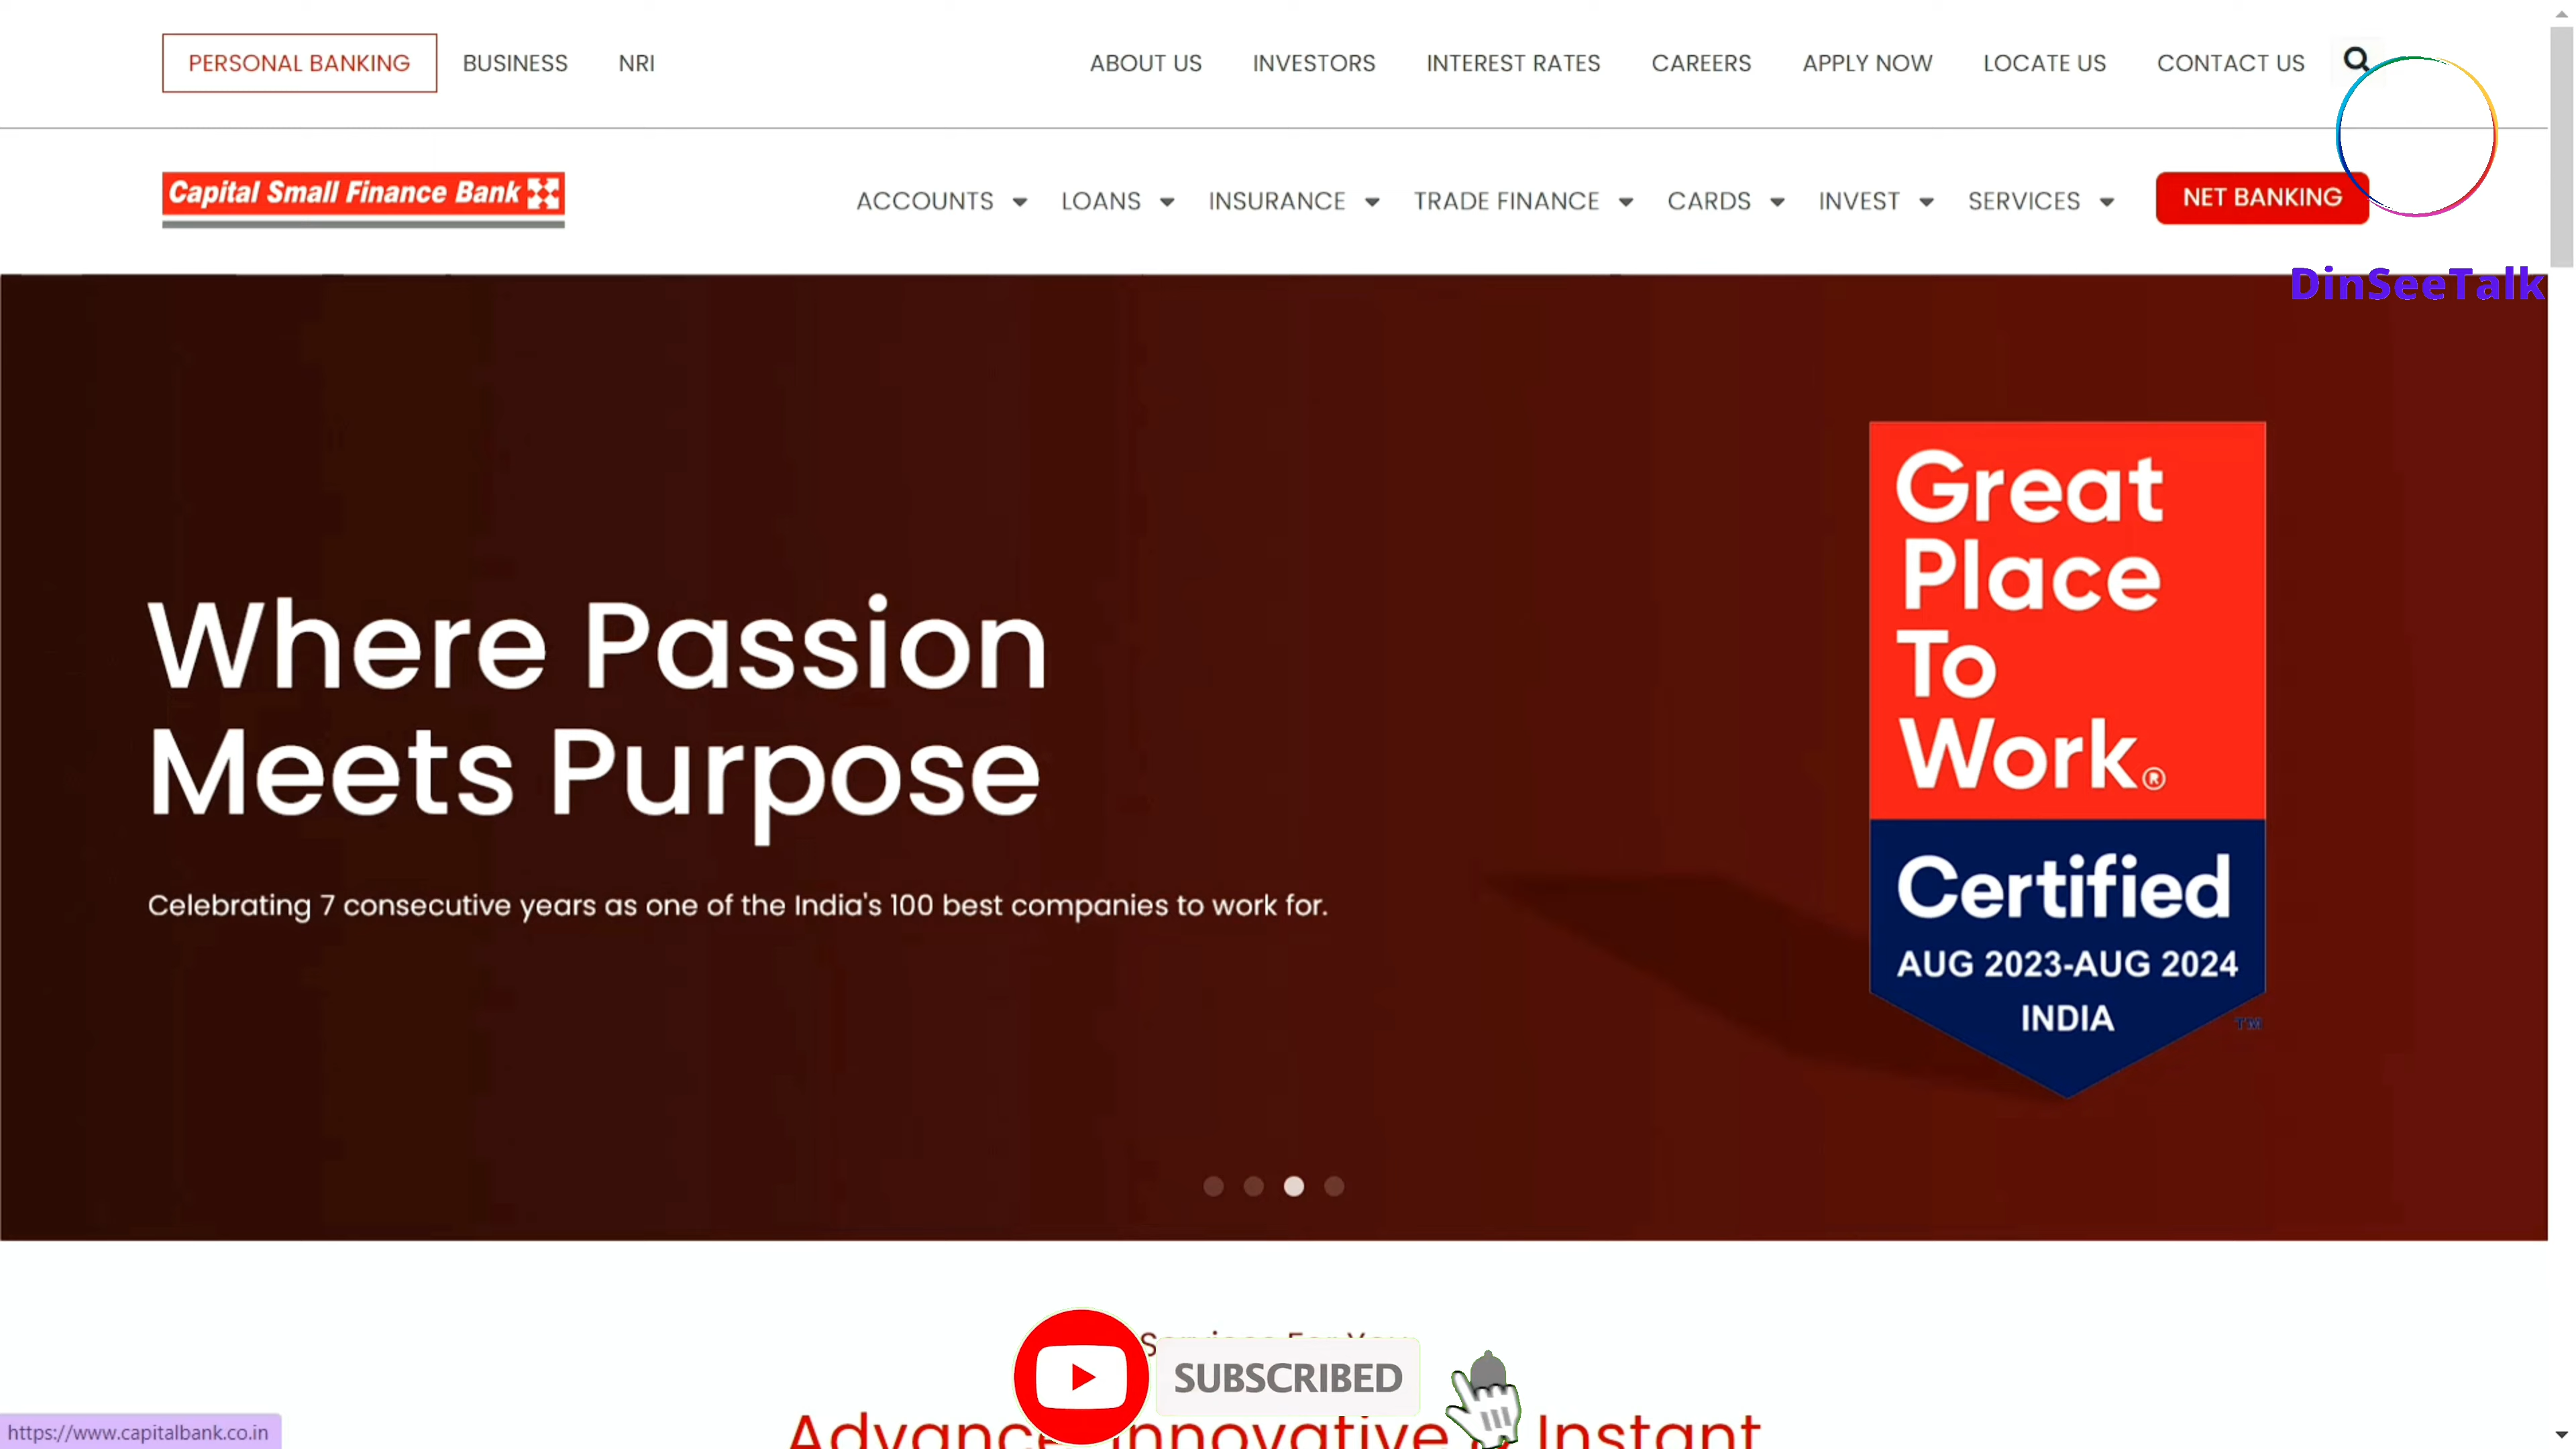 PERSONAL BANKING BUSINESS NRI ABOUT US INVESTORS INTEREST RATES CAREERS APPLY NOW LOCATE US CONTACT US
Capital Small Finance Bank ACCOUNTS LOANS INSURANCE TRADE FINANCE CARDS INVEST SERVICES NET BANKING
DinSeeTalk
Great
Place
To
Work®
Where Passion
Meets Purpose
Certified
Celebrating 7 consecutive years as one of the India's 100 best companies to work for.
AUG 2023-AUG 2024
INDIA
TM
SUBSCRIBED
Instant
https://www.capitalbank.co.in